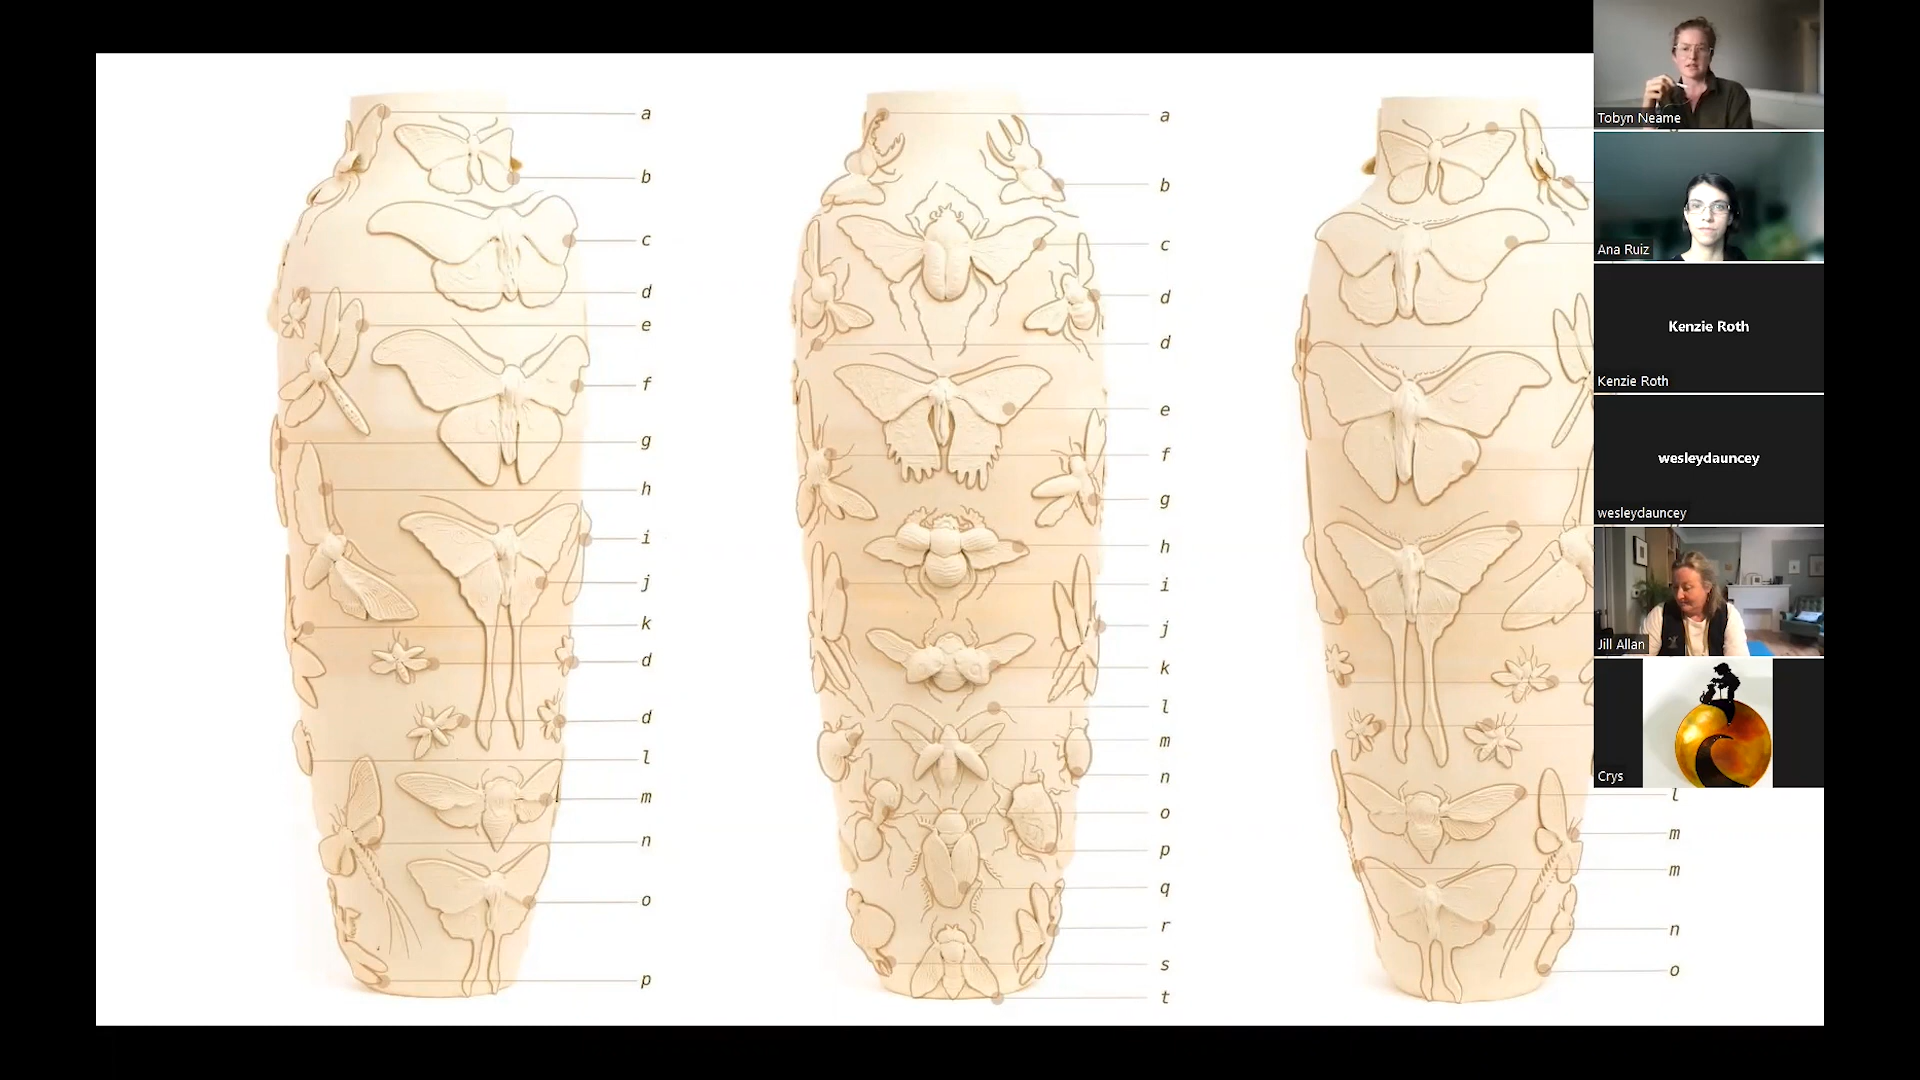 a
b
c
d
e
f
g
h
i
j
k
d
d
l
m
n
o
p
a
b
c
d
d
e
f
g
h
i
j
k
l
m
n
o
p
q
r
s
t
l
m
m
n
o
Tobyn Neame
Ana Ruiz
Kenzie Roth
Kenzie Roth
wesleydauncey
wesleydauncey
Jill Allan
Crys